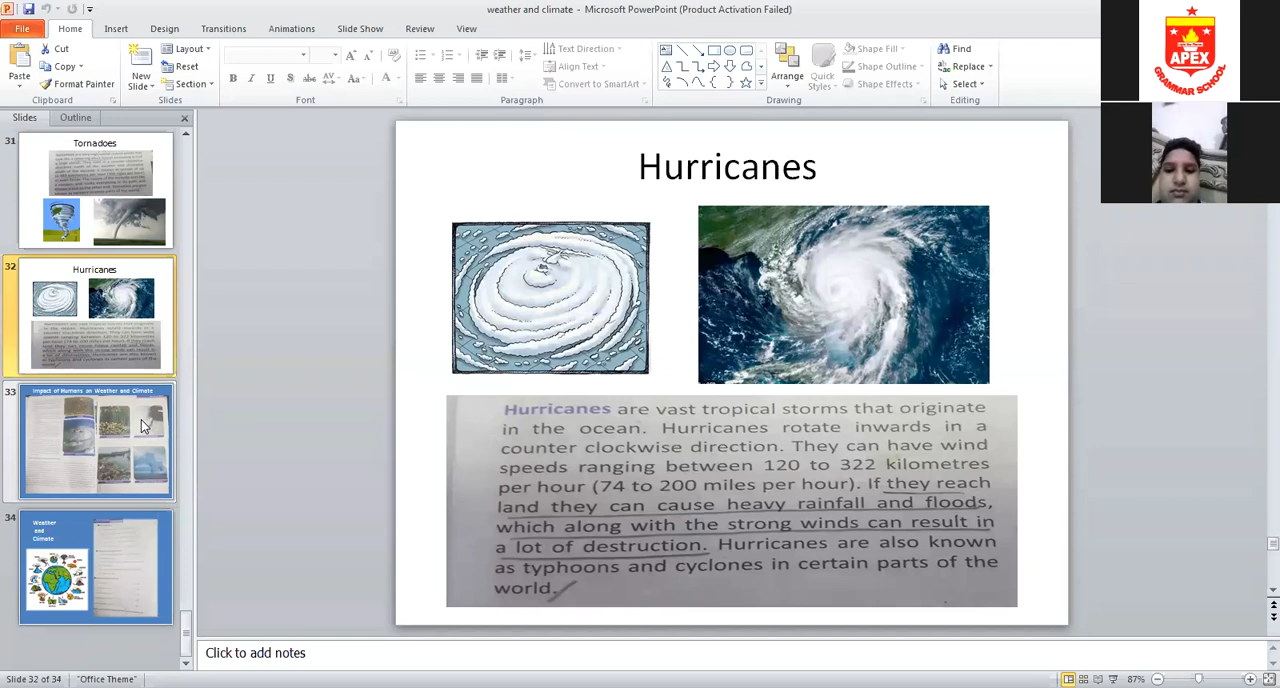 weather and climate - Microsoft PowerPoint (Product Activation Failed)
File Home Insert Design Transitions Animations Slide Show Review View
Cut
Copy
Format Painter
Paste
Clipboard
New
Slide
Layout
Reset
Section
Slides
Font
Text Direction
Align Text
Convert to SmartArt
Paragraph
Arrange
Quick
Styles
Shape Fill
Shape Outline
Shape Effects
Drawing
Find
Replace
Select
Editing
APEX
GRAMMAR SCHOOL
Slides Outline
31
Tornadoes
32
Hurricanes
33
Impact of Humans on Weather and Climate
34
Weather
and
Climate
Hurricanes
Hurricanes are vast tropical storms that originate
in the ocean. Hurricanes rotate inwards in a
counter clockwise direction. They can have wind
speeds ranging between 120 to 322 kilometres
per hour (74 to 200 miles per hour). If they reach
land they can cause heavy rainfall and floods,
which along with the strong winds can result in
a lot of destruction. Hurricanes are also known
as typhoons and cyclones in certain parts of the
world.
Click to add notes
Slide 32 of 34 "Office Theme" 87%